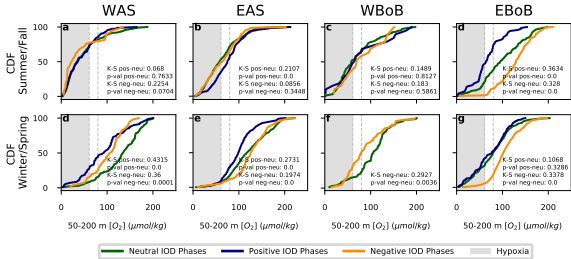 WAS EAS WBoB EBoB
CDF
Summer/Fall
100
50
0
a
K-S pos-neu: 0.068
p-val pos-neu: 0.7633
K-S neg-neu: 0.2254
p-val neg-neu: 0.0704
b
K-S pos-neu: 0.2107
p-val pos-neu: 0.0
K-S neg-neu: 0.0856
p-val neg-neu: 0.3448
c
K-S pos-neu: 0.1489
p-val pos-neu: 0.8127
K-S neg-neu: 0.183
p-val neg-neu: 0.5861
d
K-S pos-neu: 0.3634
p-val pos-neu: 0.0
K-S neg-neu: 0.328
p-val neg-neu: 0.0
CDF
Winter/Spring
100
50
0
d
K-S pos-neu: 0.4315
p-val pos-neu: 0.0
K-S neg-neu: 0.36
p-val neg-neu: 0.0001
e
K-S pos-neu: 0.2731
p-val pos-neu: 0.0
K-S neg-neu: 0.1974
p-val neg-neu: 0.0
f
K-S neg-neu: 0.2927
p-val neg-neu: 0.0036
g
K-S pos-neu: 0.1068
p-val pos-neu: 0.3286
K-S neg-neu: 0.3378
p-val neg-neu: 0.0
0 100 200 0 100 200 0 100 200 0 100 200
50-200 m [O₂] (μmol/kg) 50-200 m [O₂] (μmol/kg) 50-200 m [O₂] (μmol/kg) 50-200 m [O₂] (μmol/kg)
Neutral IOD Phases Positive IOD Phases Negative IOD Phases Hypoxia